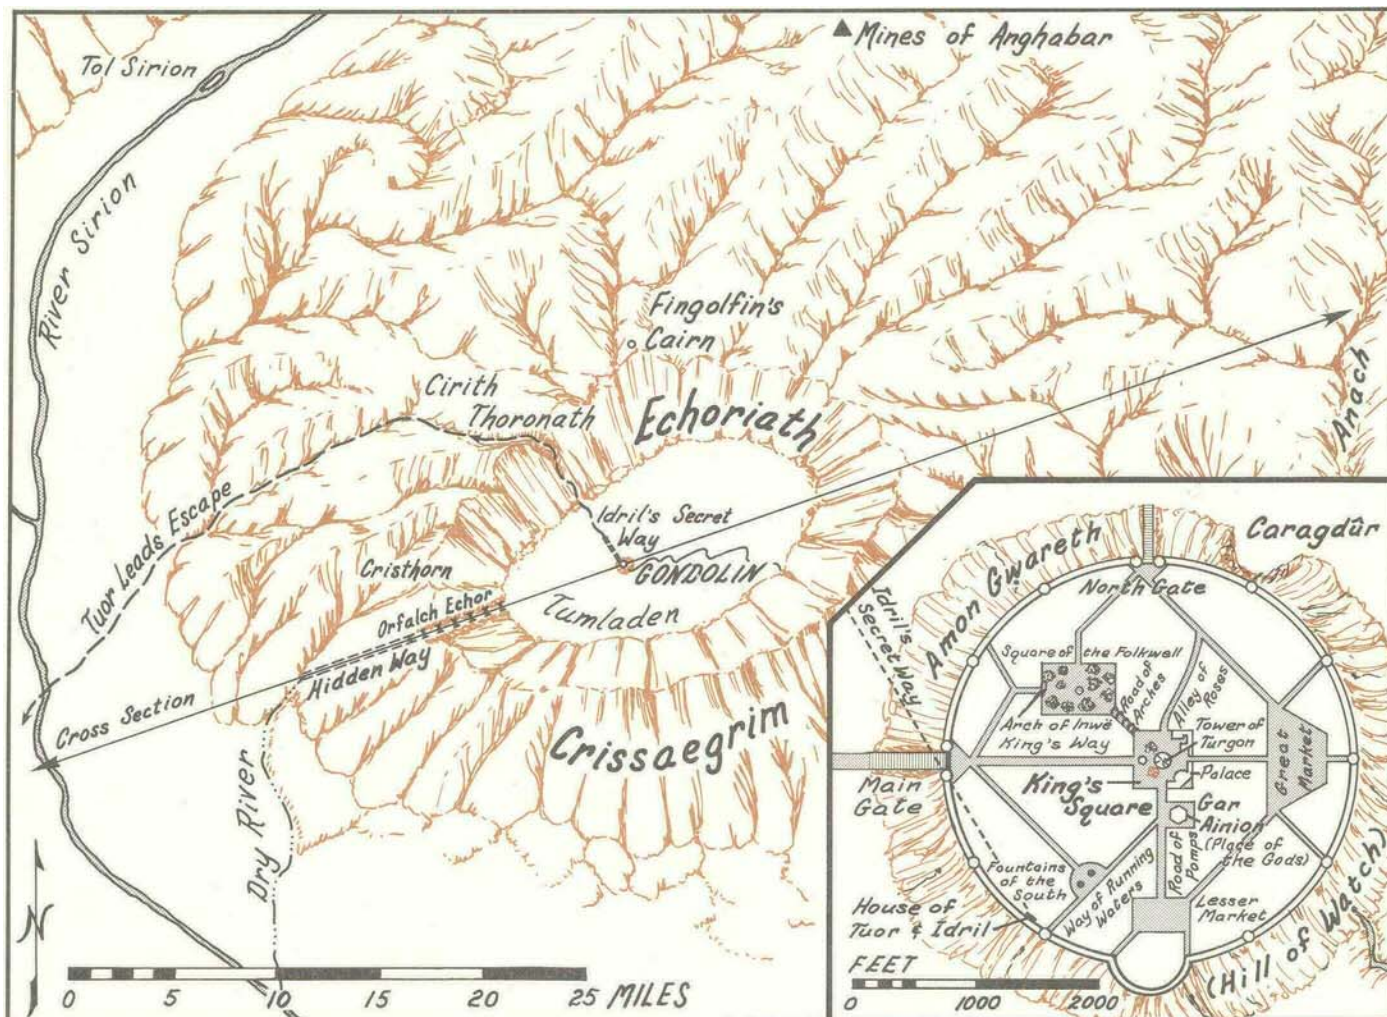 Mines of Anghabar
Tol Sirion
River Sirion
Fingolfin's
Cairn
Cirith
Thoronath
Echoriath
Anach
Tuor Leads Escape
Idril's Secret
Way
GONDOLIN
Cristhorn
Orfalch Echor
Tumladen
Hidden Way
Cross Section
Crissaegrim
Dry River
N
0 5 10 15 20 25 MILES
Caragdûr
Amon Gwareth
North Gate
Idril's
Secret Way
Square of the Folkwell
Road of
Arches
Alley of
Roses
Arch of Inwë
King's Way
Tower of
Turgon
Great
Market
Main
Gate
King's
Square
Palace
Gar
Ainion
(Place of
the Gods)
Fountains
of the
South
Way of Running
Waters
Road of
Pomps
House of
Tuor & Idril
Lesser
Market
(Hill of Watch)
FEET
0 1000 2000